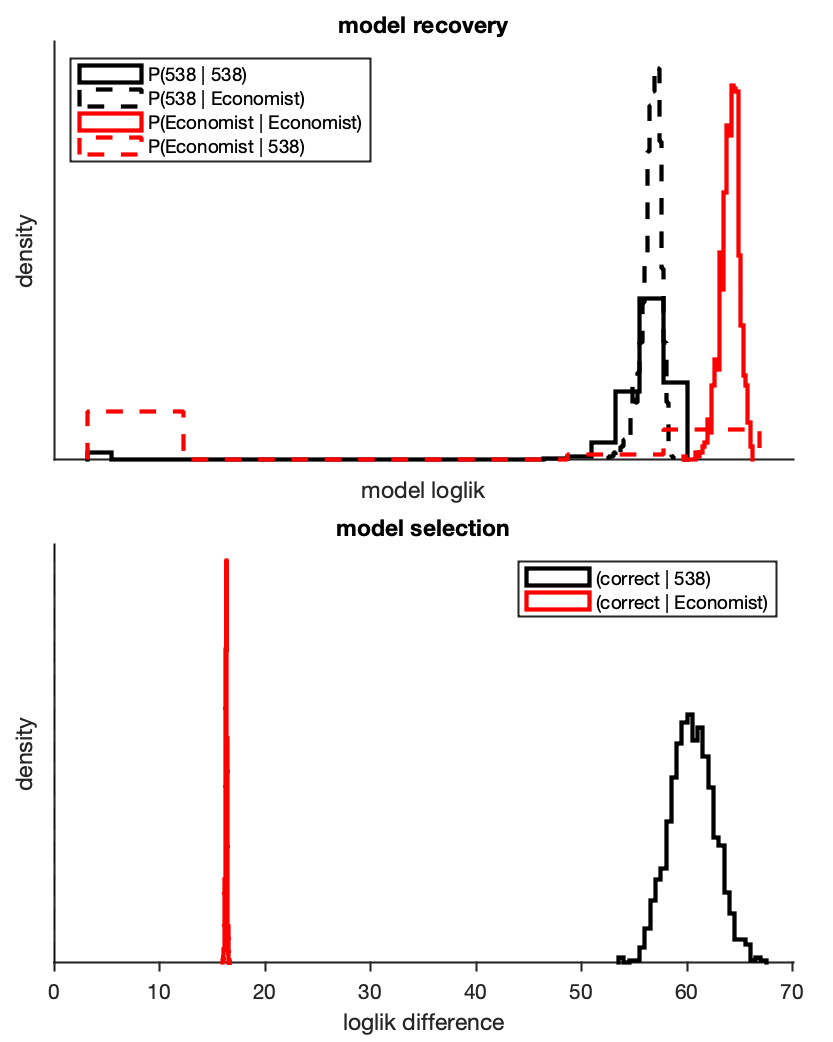 model recovery
P(538 | 538)
P(538 | Economist)
P(Economist | Economist)
P(Economist | 538)
density
model loglik
model selection
(correct | 538)
(correct | Economist)
density
0 10 20 30 40 50 60 70
loglik difference